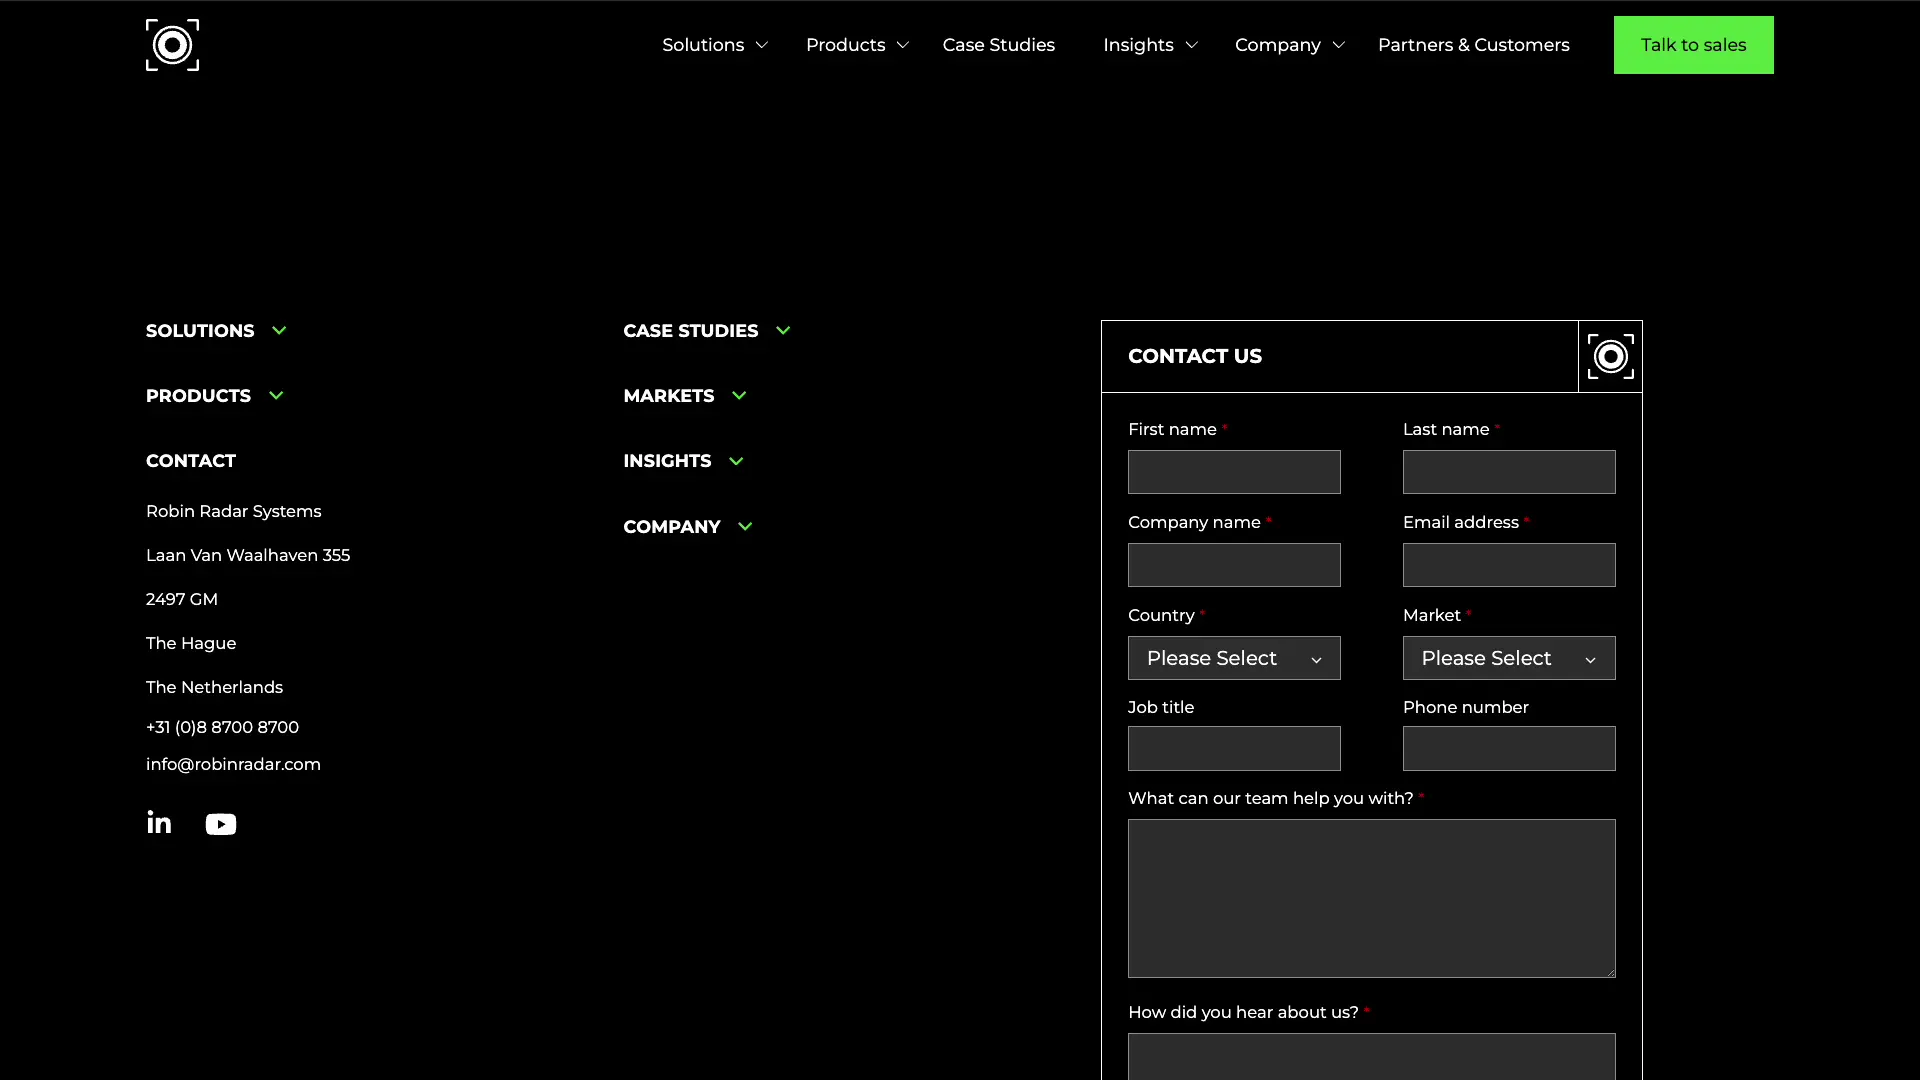 Solutions
Products
Case Studies
Insights
Company
Partners & Customers
Talk to sales
SOLUTIONS
PRODUCTS
CONTACT
Robin Radar Systems
Laan Van Waalhaven 355
2497 GM
The Hague
The Netherlands
+31 (0)8 8700 8700
info@robinradar.com
in
CASE STUDIES
MARKETS
INSIGHTS
COMPANY
CONTACT US
First name *
Last name *
Company name *
Email address *
Country *
Market *
Please Select
Please Select
Job title
Phone number
What can our team help you with? *
How did you hear about us? *